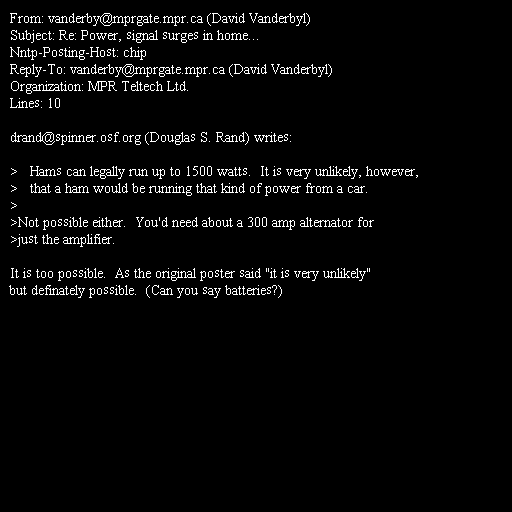 From: vanderby@mprgate.mpr.ca (David Vanderbyl)
Subject: Re: Power, signal surges in home...
Nntp-Posting-Host: chip
Reply-To: vanderby@mprgate.mpr.ca (David Vanderbyl)
Organization: MPR Teltech Ltd.
Lines: 10

drand@spinner.osf.org (Douglas S. Rand) writes:

>   Hams can legally run up to 1500 watts.  It is very unlikely, however,
>   that a ham would be running that kind of power from a car.
>
>Not possible either.  You'd need about a 300 amp alternator for
>just the amplifier.

It is too possible.  As the original poster said "it is very unlikely"
but definately possible.  (Can you say batteries?)